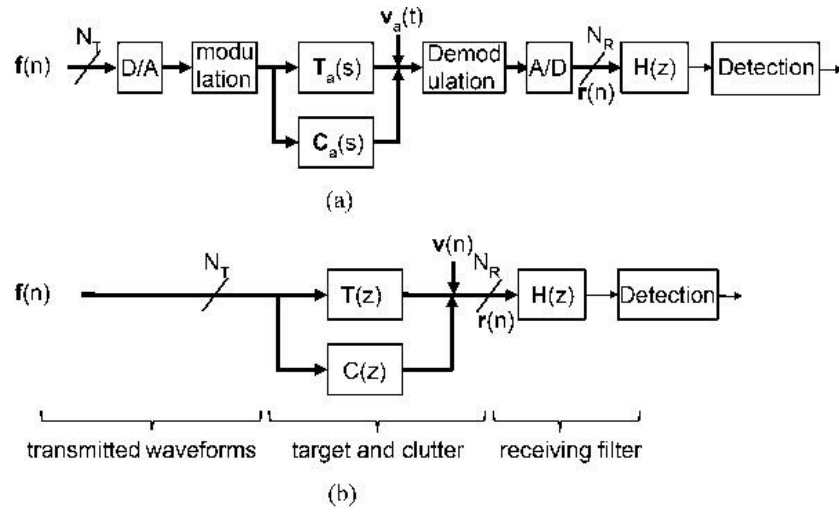 f(n)
N_T
D/A
modu
lation
T_a(s)
C_a(s)
v_a(t)
Demod
ulation
A/D
N_R
r(n)
H(z)
Detection
(a)
f(n)
N_T
T(z)
C(z)
v(n)
N_R
r(n)
H(z)
Detection
transmitted waveforms
target and clutter
receiving filter
(b)